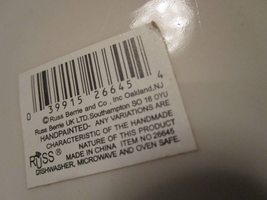 0 39915 26645 4
© Russ Berrie and Co., Inc Oakland, NJ
Russ Berrie UK LTD. Southampton SO 16 0YU
HANDPAINTED- ANY VARIATIONS ARE
CHARACTERISTIC OF THE HANDMADE
NATURE OF THIS PRODUCT
MADE IN CHINA ITEM NO 26645
RUSS®
DISHWASHER, MICROWAVE AND OVEN SAFE.